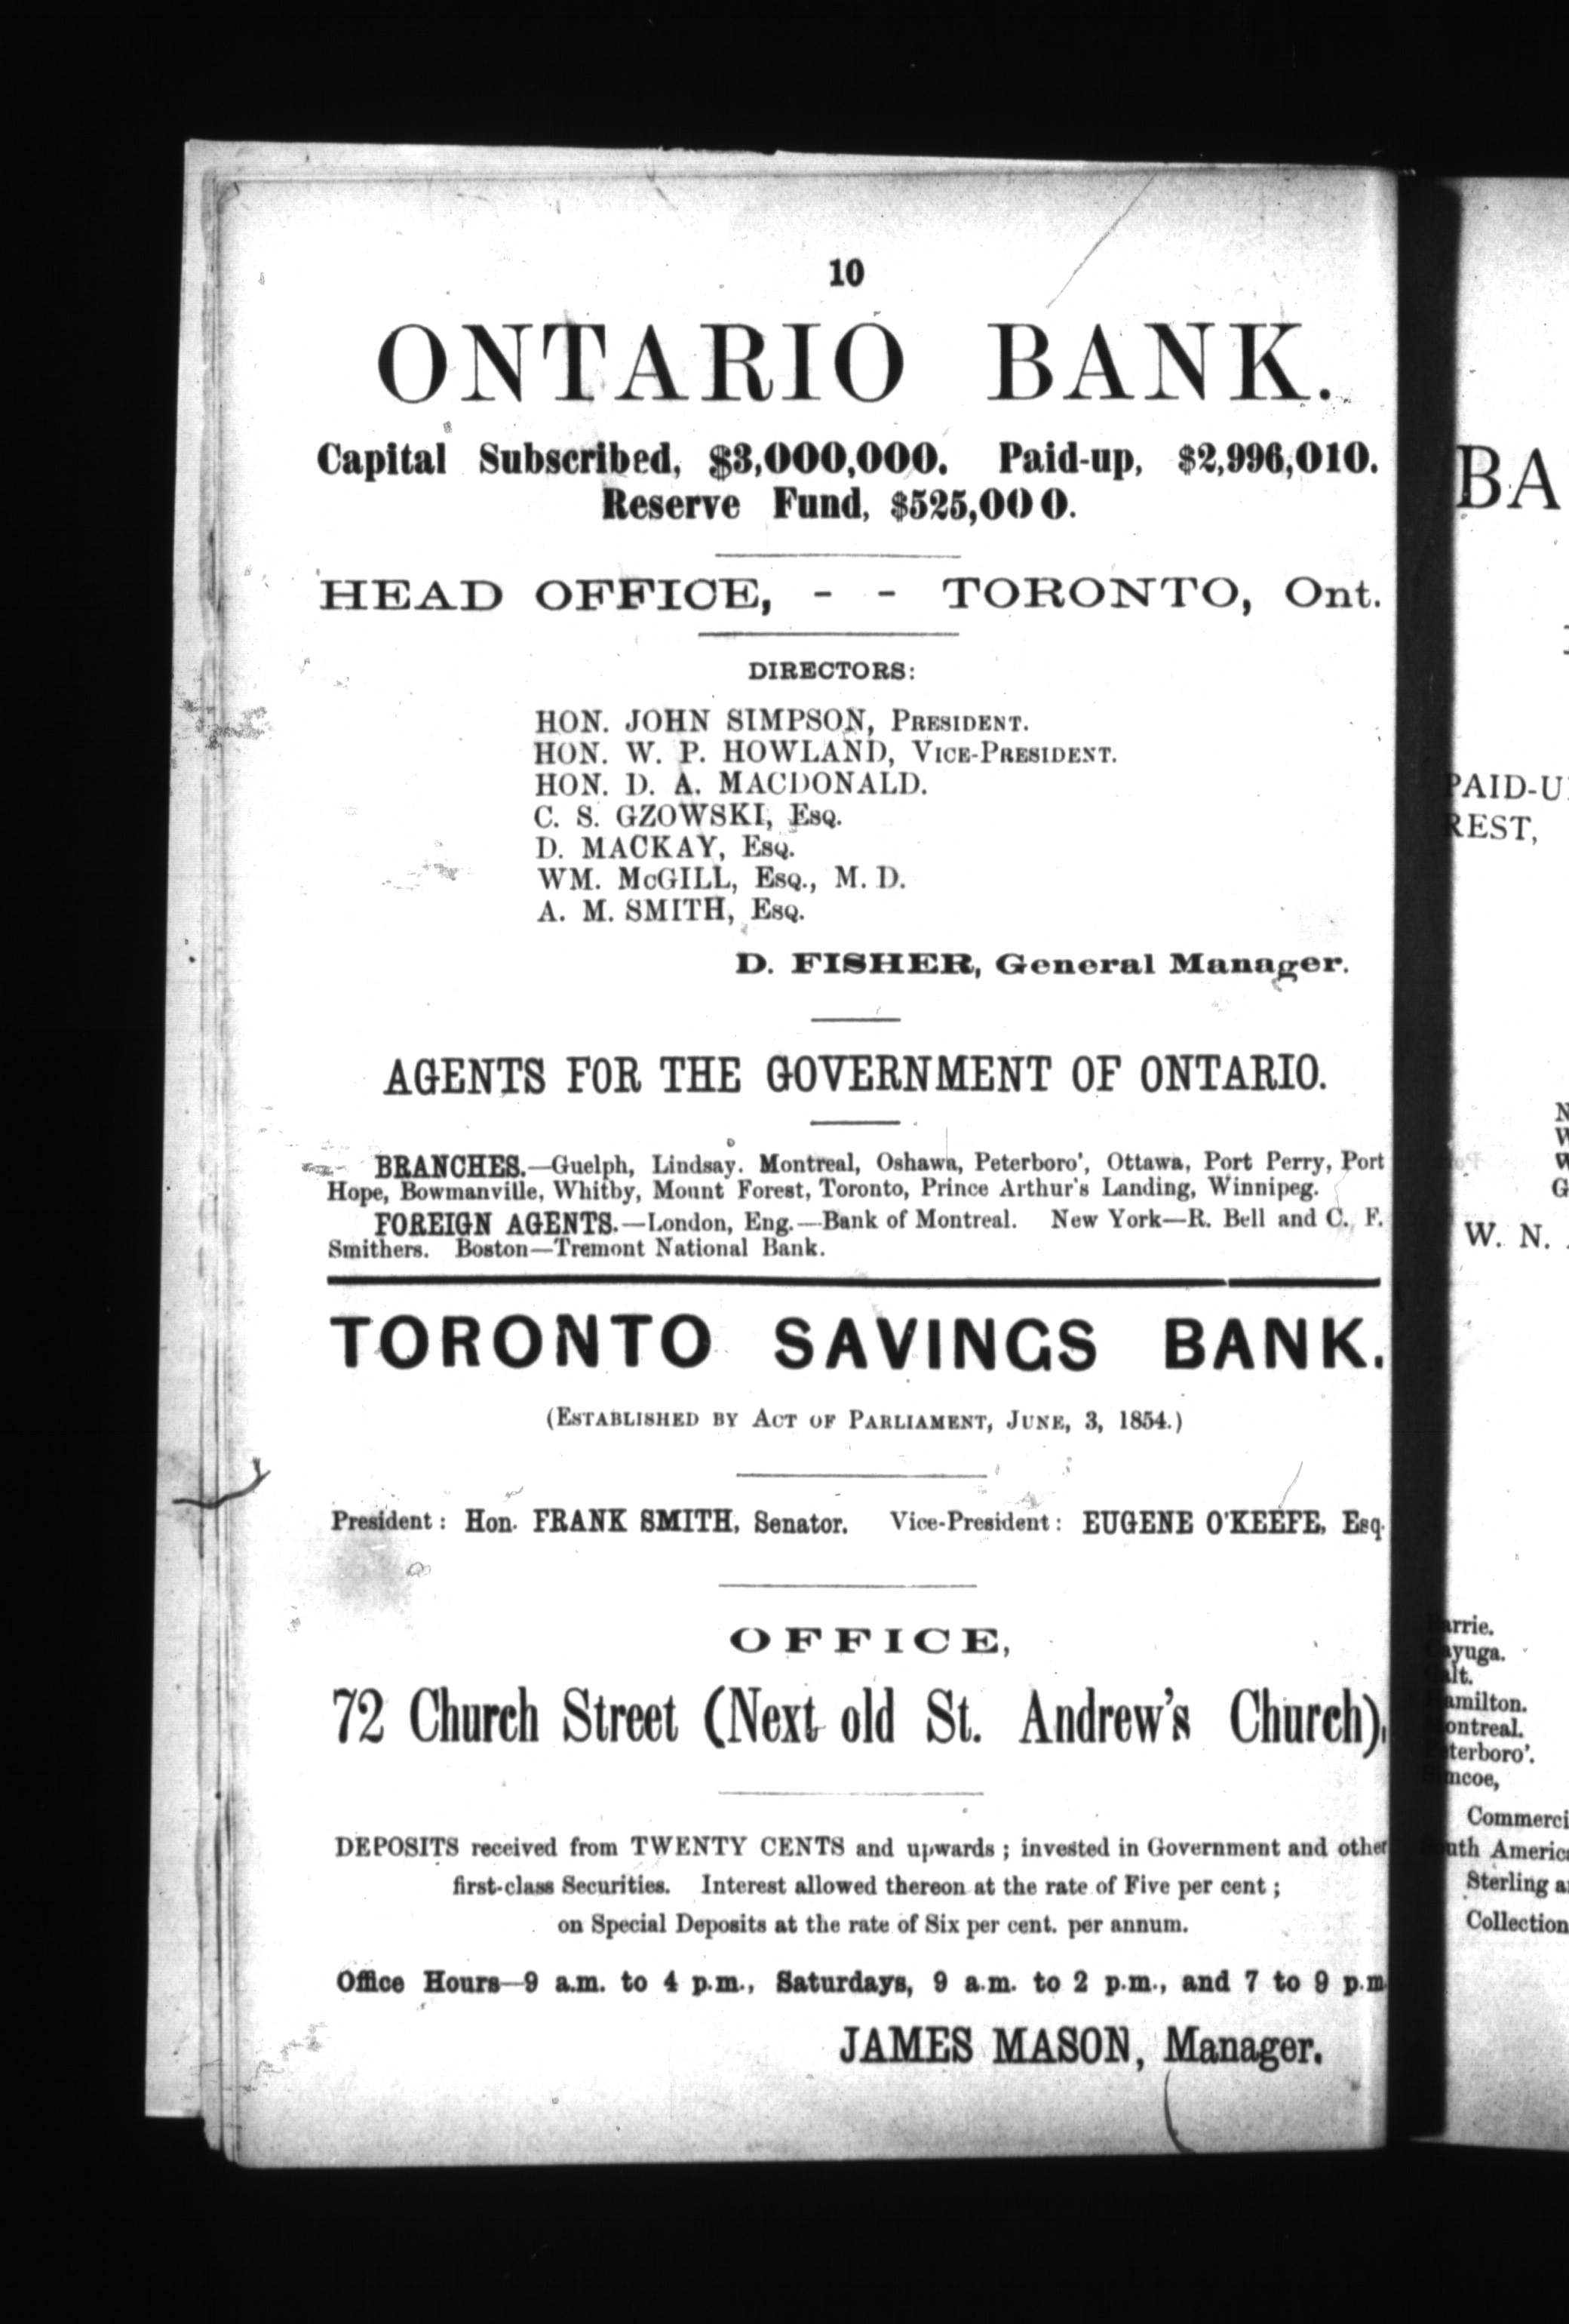 10
ONTARIO BANK.
Capital Subscribed, $3,000,000. Paid-up, $2,996,010.
Reserve Fund, $525,000.
HEAD OFFICE, - - TORONTO, Ont.
DIRECTORS:
HON. JOHN SIMPSON, PRESIDENT.
HON. W. P. HOWLAND, VICE-PRESIDENT.
HON. D. A. MACDONALD.
C. S. GZOWSKI, ESQ.
D. MACKAY, ESQ.
WM. McGILL, ESQ., M. D.
A. M. SMITH, ESQ.
D. FISHER, General Manager.
AGENTS FOR THE GOVERNMENT OF ONTARIO.
BRANCHES.—Guelph, Lindsay. Montreal, Oshawa, Peterboro', Ottawa, Port Perry, Port
Hope, Bowmanville, Whitby, Mount Forest, Toronto, Prince Arthur's Landing, Winnipeg.
FOREIGN AGENTS.—London, Eng.—Bank of Montreal. New York—R. Bell and C. F.
Smithers. Boston—Tremont National Bank.
TORONTO SAVINGS BANK.
(ESTABLISHED BY ACT OF PARLIAMENT, JUNE, 3, 1854.)
President: Hon. FRANK SMITH, Senator. Vice-President: EUGENE O'KEEFE, Esq.
OFFICE,
72 Church Street (Next old St. Andrew's Church),
DEPOSITS received from TWENTY CENTS and upwards; invested in Government and other
first-class Securities. Interest allowed thereon at the rate of Five per cent;
on Special Deposits at the rate of Six per cent. per annum.
Office Hours—9 a.m. to 4 p.m., Saturdays, 9 a.m. to 2 p.m., and 7 to 9 p.m
JAMES MASON, Manager.
BA
PAID-U
REST,
W. N.
arrie.
ayuga.
alt.
amilton.
ontreal.
terboro'.
ncoe,
Commerci
uth America
Sterling a
Collection